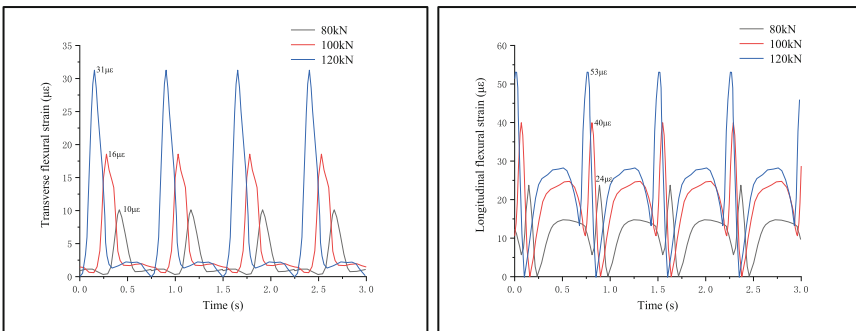 80kN
100kN
120kN
Transverse flexural strain (με)
35
30
25
20
15
10
5
0
31με
16με
10με
0.0
0.5
1.0
1.5
2.0
2.5
3.0
Time (s)
80kN
100kN
120kN
Longitudinal flexural strain (με)
60
50
40
30
20
10
0
53με
40με
24με
0.0
0.5
1.0
1.5
2.0
2.5
3.0
Time (s)